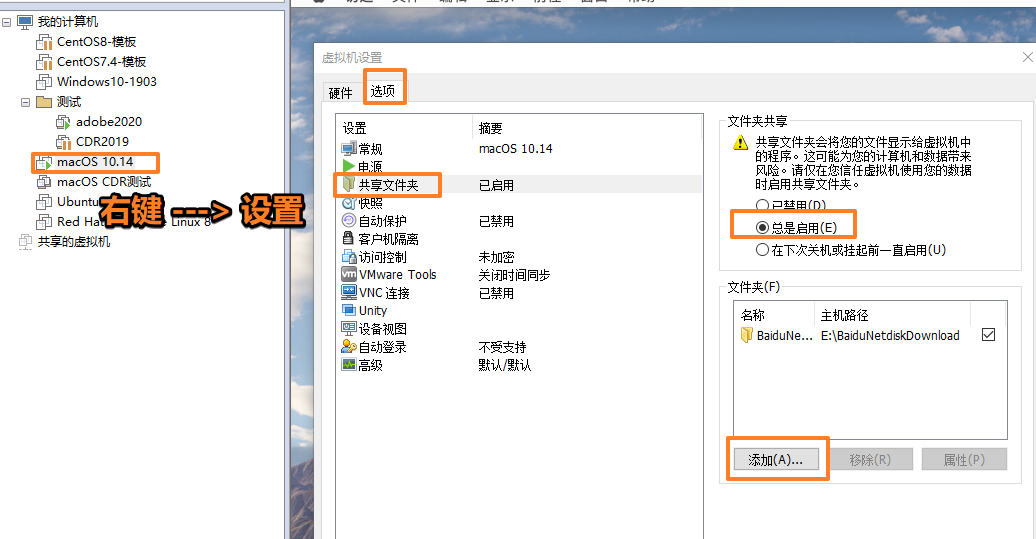 我的计算机
CentOS8-模板
CentOS7.4-模板
Windows10-1903
测试
adobe2020
CDR2019
macOS 10.14
macOS CDR测试
Ubuntu
Red Hat
Linux 8
共享的虚拟机
右键 ---> 设置
虚拟机设置
硬件
选项
设置
摘要
常规
macOS 10.14
电源
共享文件夹
已启用
快照
自动保护
已禁用
客户机隔离
访问控制
未加密
VMware Tools
关闭时间同步
VNC 连接
已禁用
Unity
设备视图
自动登录
不受支持
高级
默认/默认
文件夹共享
共享文件夹会将您的文件显示给虚拟机中
的程序。这可能为您的计算机和数据带来
风险。请仅在您信任虚拟机使用您的数据
时启用共享文件夹。
已禁用(D)
总是启用(E)
在下次关机或挂起前一直启用(U)
文件夹(F)
名称
主机路径
BaiduNe...
E:\BaiduNetdiskDownload
添加(A)...
移除(R)
属性(P)